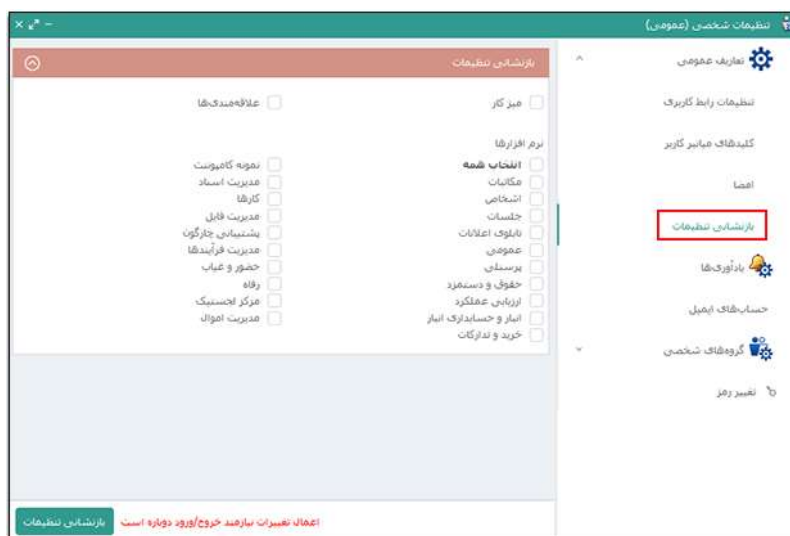 تنظیمات شخصی (عمومی)
تعاریف عمومی
تنظیمات رابط کاربری
کلیدهای میانبر کاربر
امضا
بازنشانی تنظیمات
یادآوری‌ها
حساب‌های ایمیل
گروه‌های شخصی
تغییر رمز
بازنشانی تنظیمات
میز کار
علاقه‌مندی‌ها
نرم افزارها
انتخاب همه
نمونه کامپوننت
مکاتبات
مدیریت اسناد
اشخاص
کارها
جلسات
مدیریت فایل
تابلوی اعلانات
پشتیبانی چارگون
عمومی
مدیریت فرآیندها
پرسنلی
حضور و غیاب
حقوق و دستمزد
رفاه
ارزیابی عملکرد
مرکز لجستیک
انبار و حسابداری انبار
مدیریت اموال
خرید و تدارکات
اعمال تغییرات نیازمند خروج/ورود دوباره است
بازنشانی تنظیمات